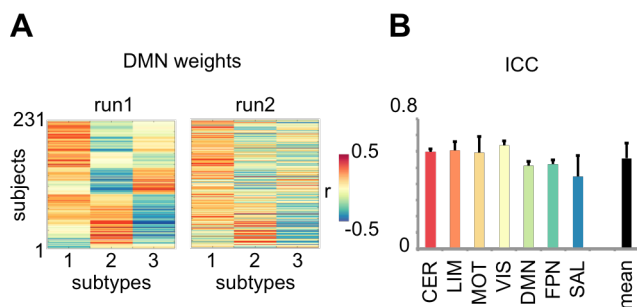 A
DMN weights
run1
run2
231
subjects
1
1 2 3
subtypes
1 2 3
subtypes
0.5
r
-0.5
B
ICC
0.8
0
CER
LIM
MOT
VIS
DMN
FPN
SAL
mean